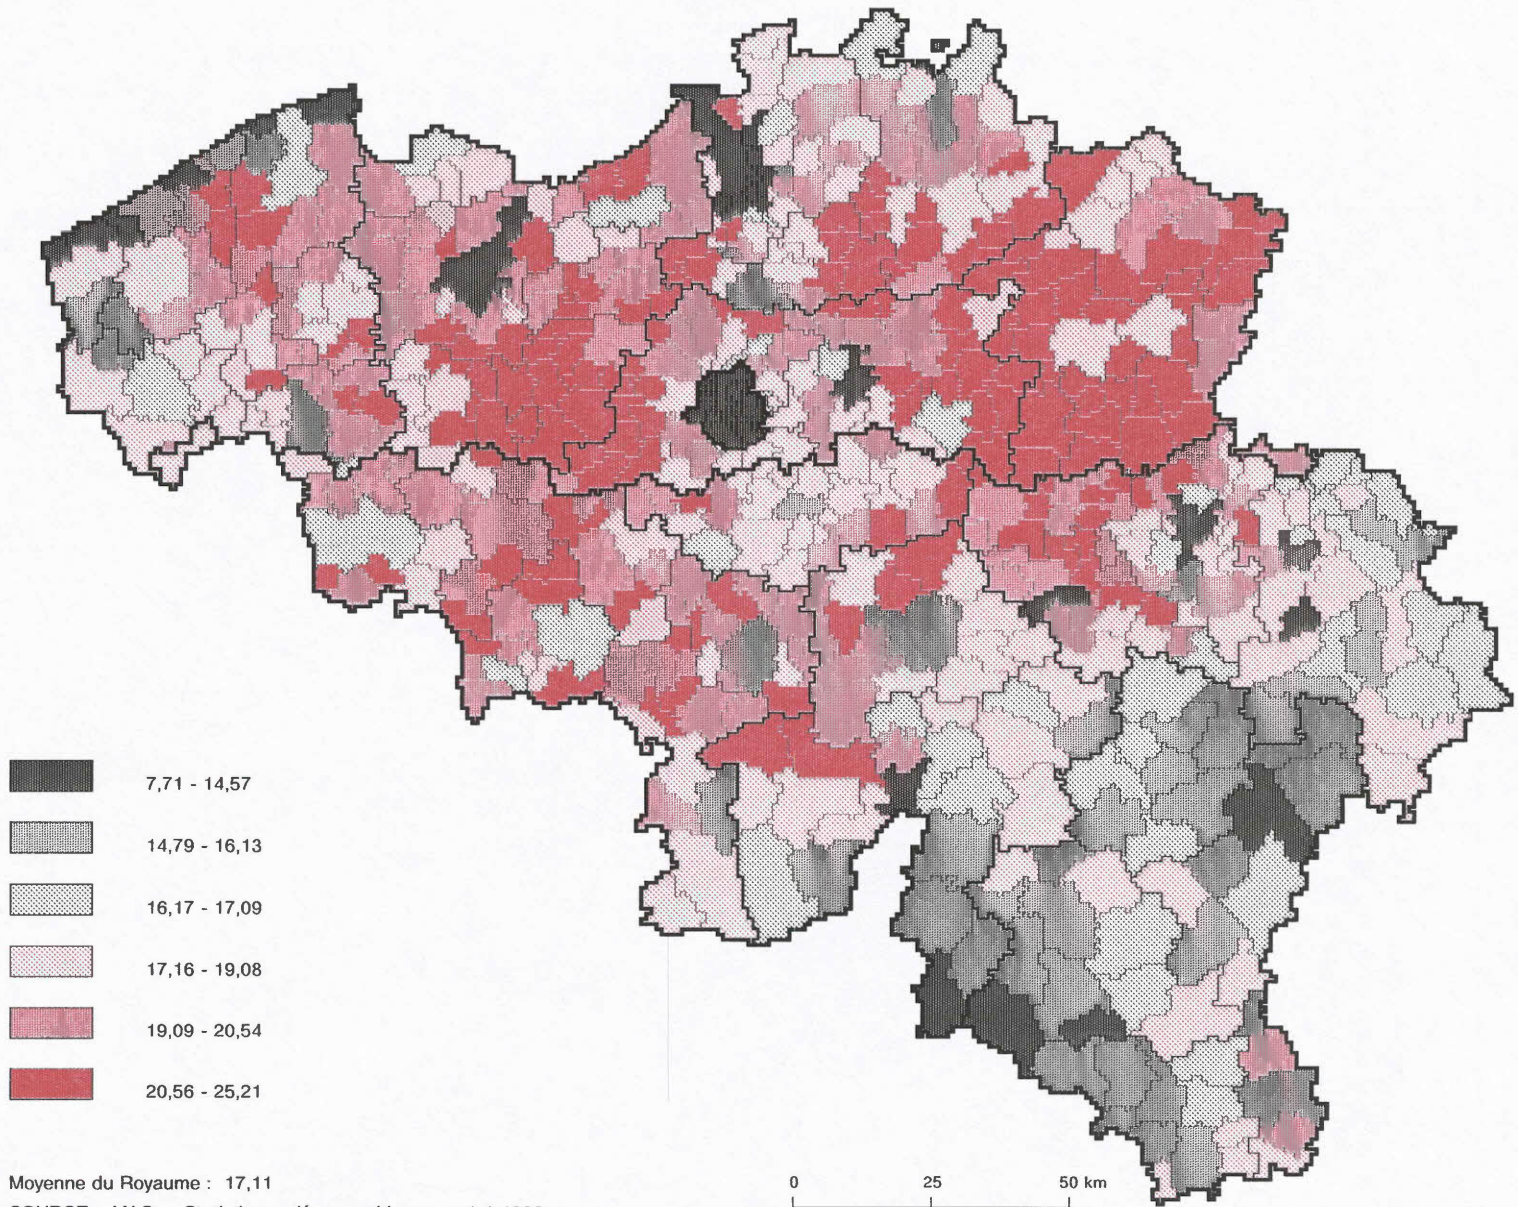 7,71 - 14,57
14,79 - 16,13
16,17 - 17,09
17,16 - 19,08
19,09 - 20,54
20,56 - 25,21
Moyenne du Royaume : 17,11
0 25 50 km